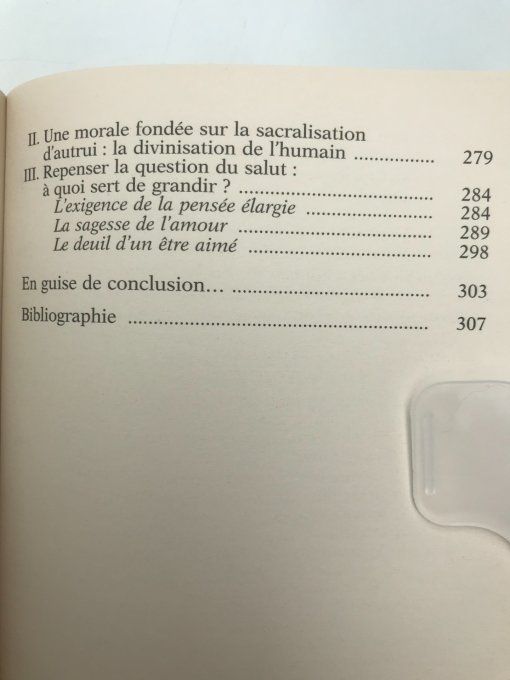 II. Une morale fondée sur la sacralisation
d'autrui : la divinisation de l'humain ................ 279
III. Repenser la question du salut :
à quoi sert de grandir ? ................................... 284
L'exigence de la pensée élargie ...................... 284
La sagesse de l'amour .................................... 289
Le deuil d'un être aimé ................................. 298
En guise de conclusion… ................................... 303
Bibliographie ..................................................... 307